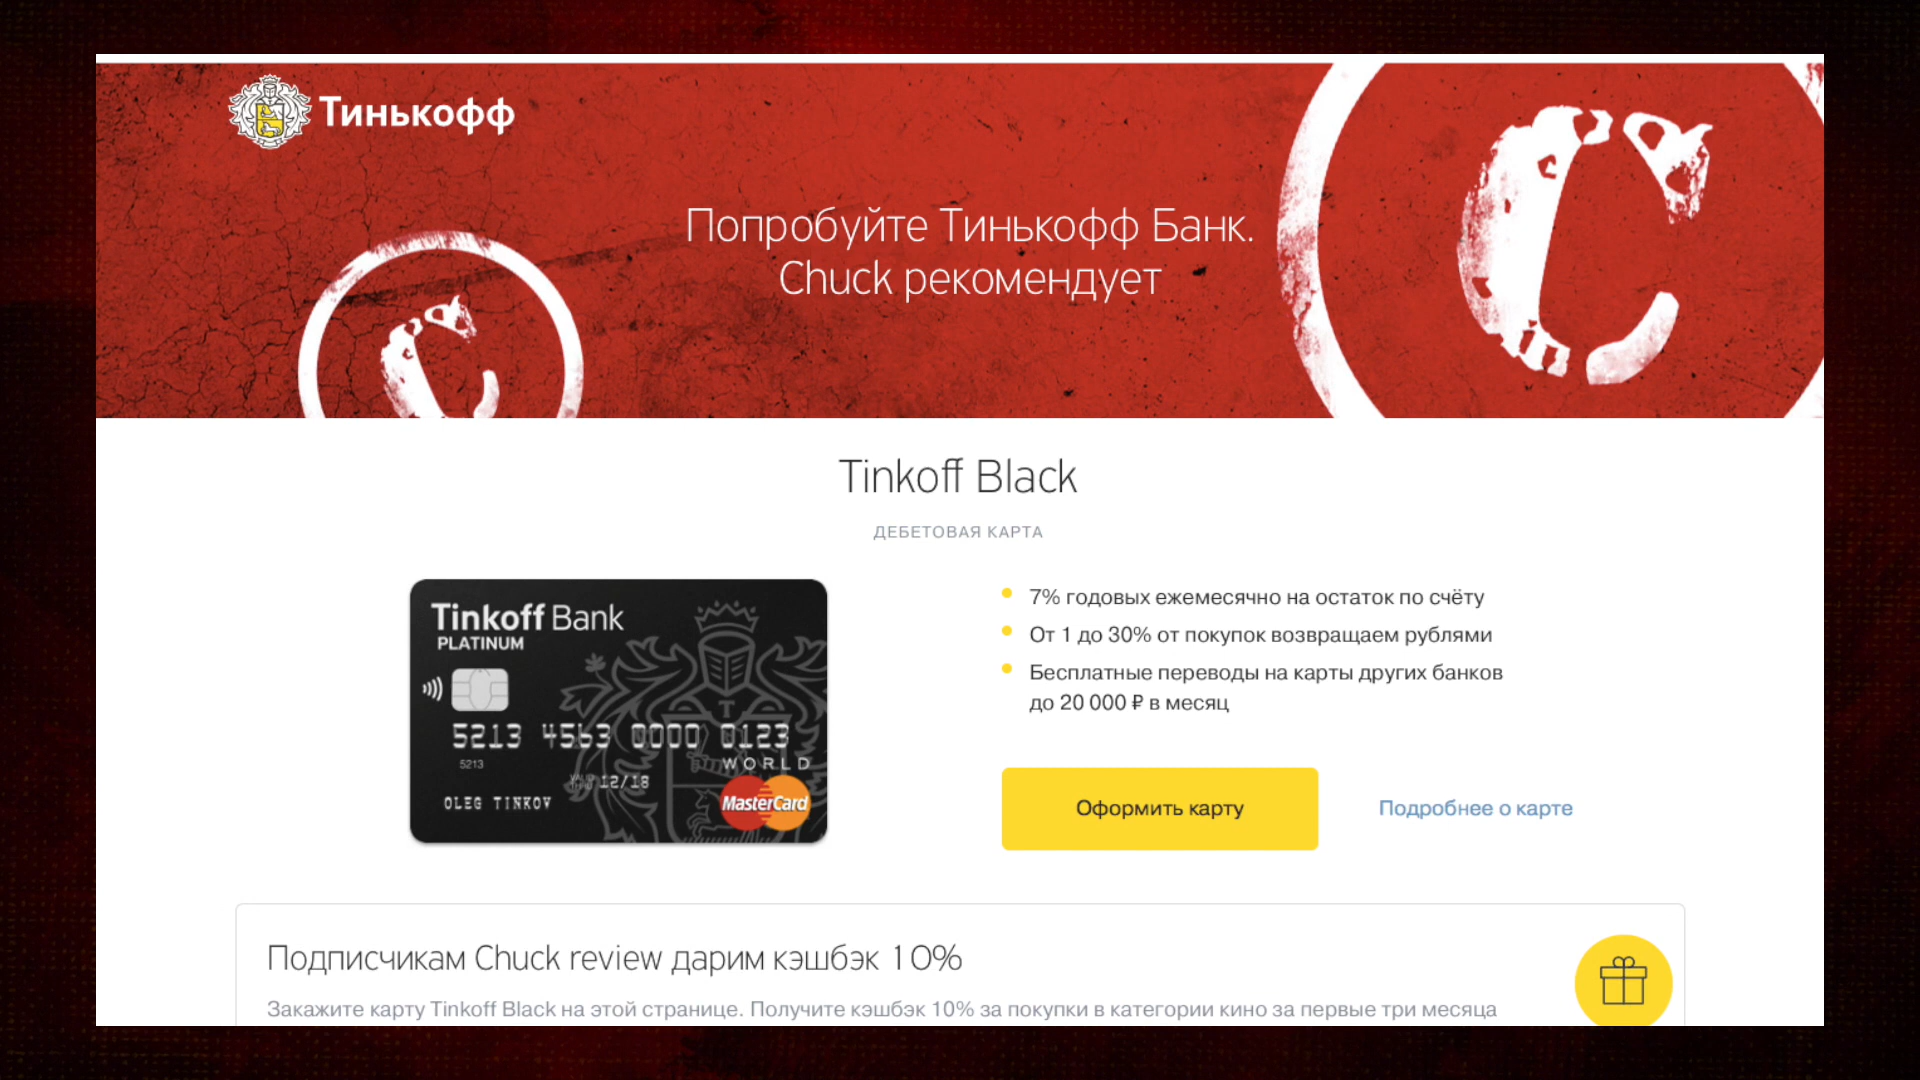 Тинькофф
Попробуйте Тинькофф Банк.
Chuck рекомендует
Tinkoff Black
ДЕБЕТОВАЯ КАРТА
Tinkoff Bank
PLATINUM
5213 4563 0000 0123
5213
WORLD
VALID THRU 12/18
OLEG TINKOV
MasterCard
7% годовых ежемесячно на остаток по счёту
От 1 до 30% от покупок возвращаем рублями
Бесплатные переводы на карты других банков
до 20 000 ₽ в месяц
Оформить карту
Подробнее о карте
Подписчикам Chuck review дарим кэшбэк 10%
Закажите карту Tinkoff Black на этой странице. Получите кэшбэк 10% за покупки в категории кино за первые три месяца